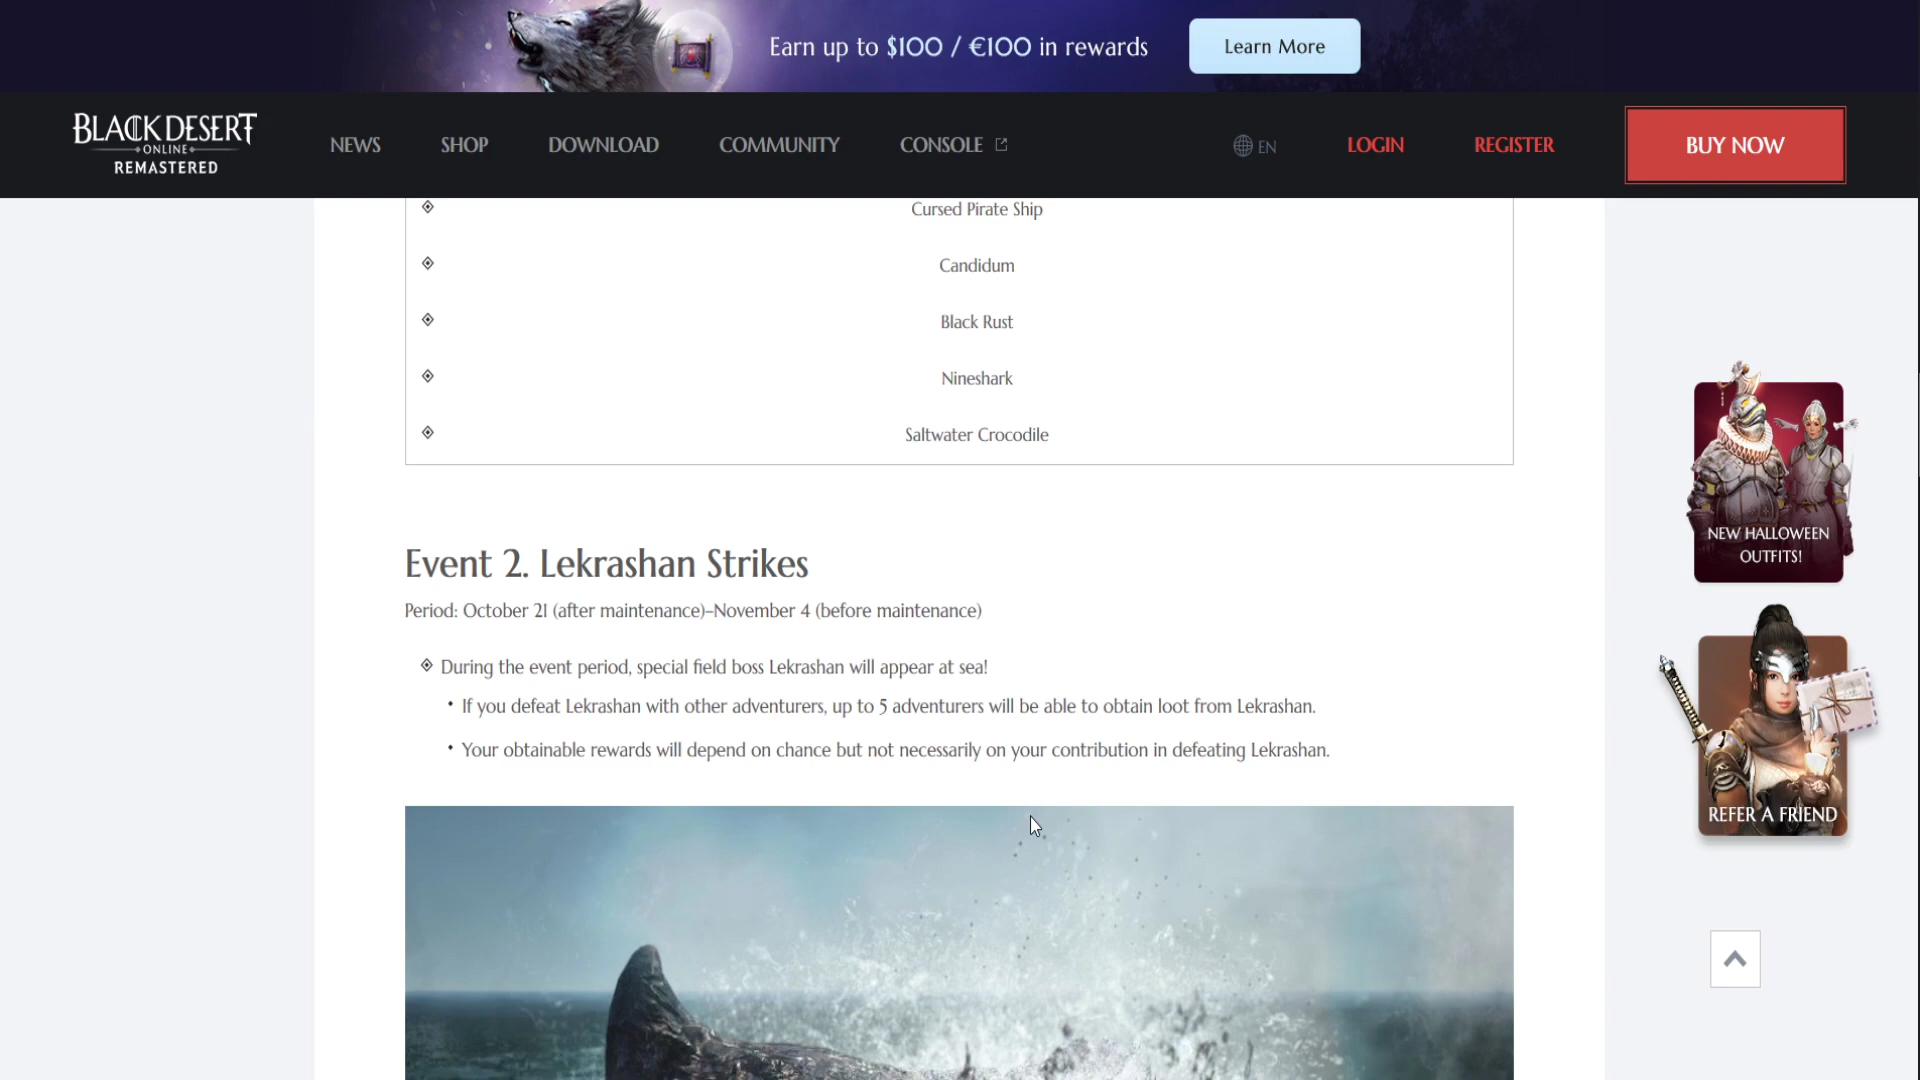 Earn up to $100 / €100 in rewards
Learn More
BLACK DESERT
ONLINE
REMASTERED
NEWS
SHOP
DOWNLOAD
COMMUNITY
CONSOLE
EN
LOGIN
REGISTER
BUY NOW
Cursed Pirate Ship
Candidum
Black Rust
Nineshark
Saltwater Crocodile
NEW HALLOWEEN
OUTFITS!
Event 2. Lekrashan Strikes
Period: October 21 (after maintenance)–November 4 (before maintenance)
During the event period, special field boss Lekrashan will appear at sea!
• If you defeat Lekrashan with other adventurers, up to 5 adventurers will be able to obtain loot from Lekrashan.
• Your obtainable rewards will depend on chance but not necessarily on your contribution in defeating Lekrashan.
REFER A FRIEND